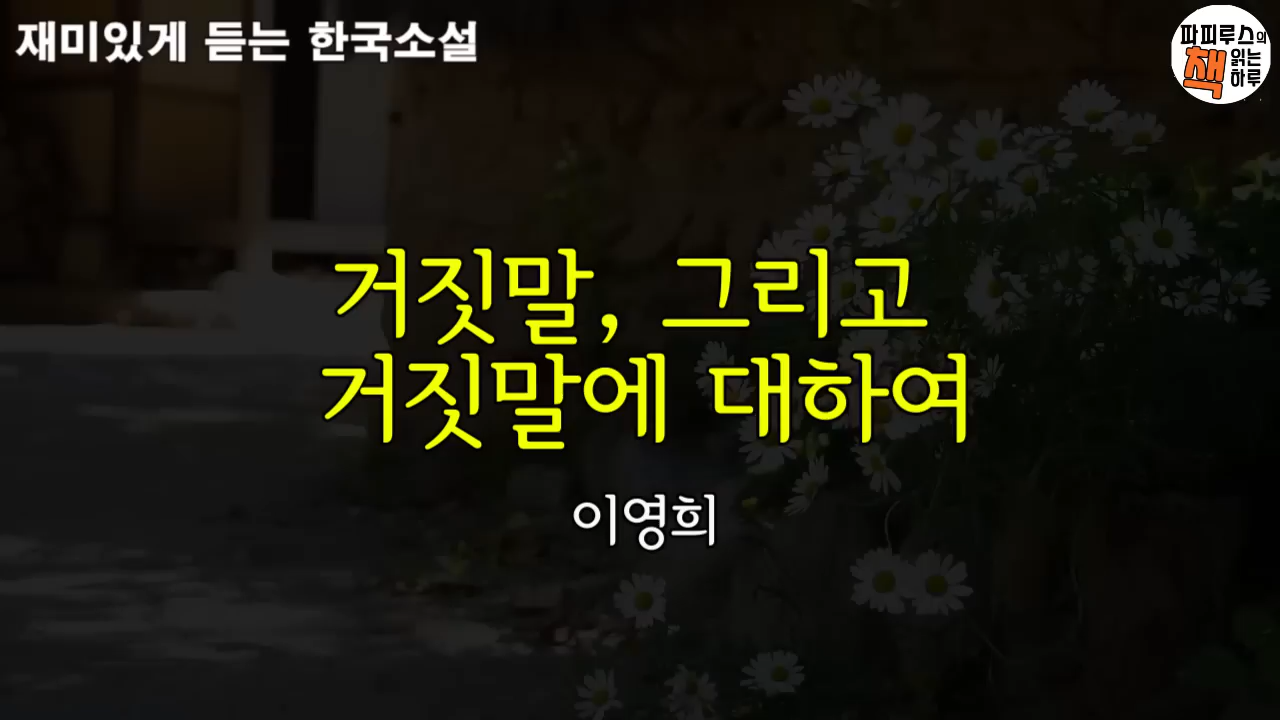 재미있게 듣는 한국소설
파피루스의
책 읽는
하루
거짓말, 그리고
거짓말에 대하여
이영희